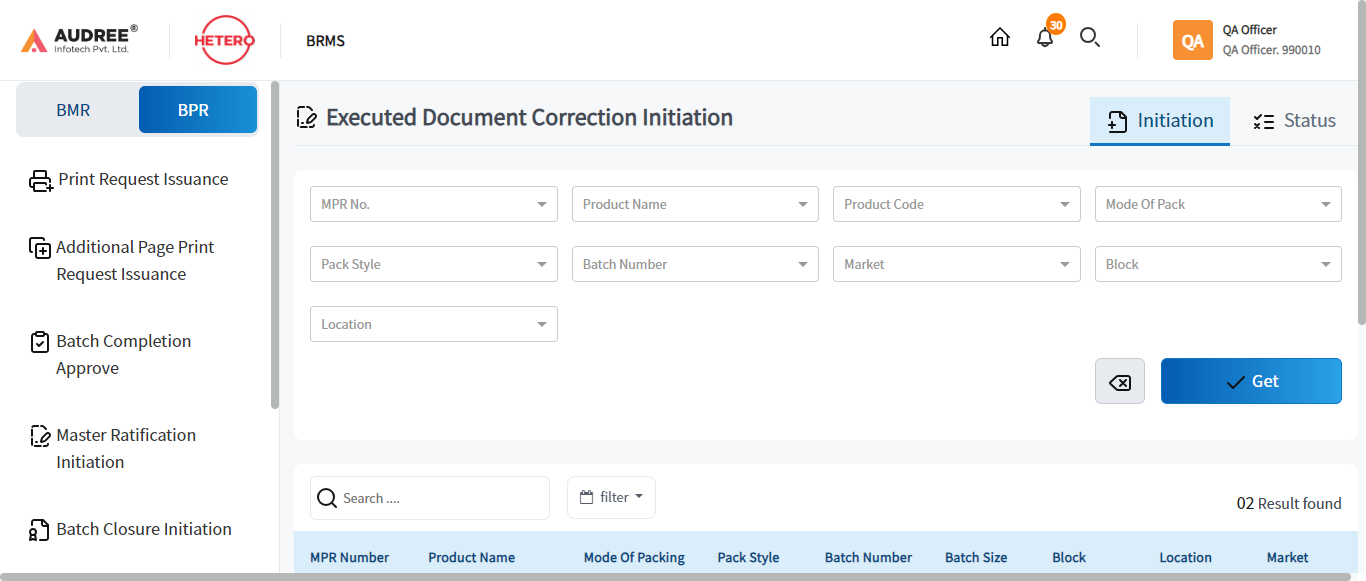 AUDREE®
Infotech Pvt. Ltd.
HETERO
BRMS
30
QA
QA Officer
QA Officer. 990010
BMR
BPR
Print Request Issuance
Additional Page Print
Request Issuance
Batch Completion
Approve
Master Ratification
Initiation
Batch Closure Initiation
Executed Document Correction Initiation
Initiation
Status
MPR No.
Product Name
Product Code
Mode Of Pack
Pack Style
Batch Number
Market
Block
Location
Get
Search ....
filter
02 Result found
MPR Number Product Name Mode Of Packing Pack Style Batch Number Batch Size Block Location Market